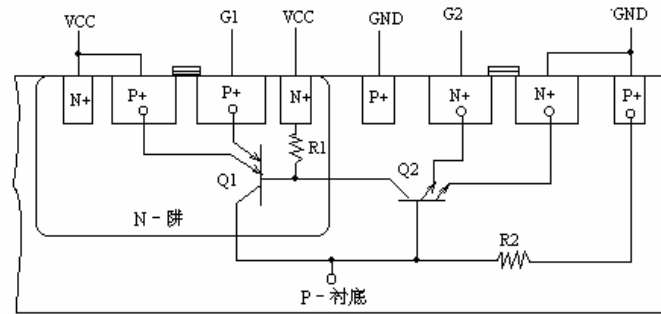 VCC G1 VCC GND G2 GND
N+ P+ P+ N+ P+ N+ N+ P+
R1
Q1 Q2
N-阱
R2
P-衬底